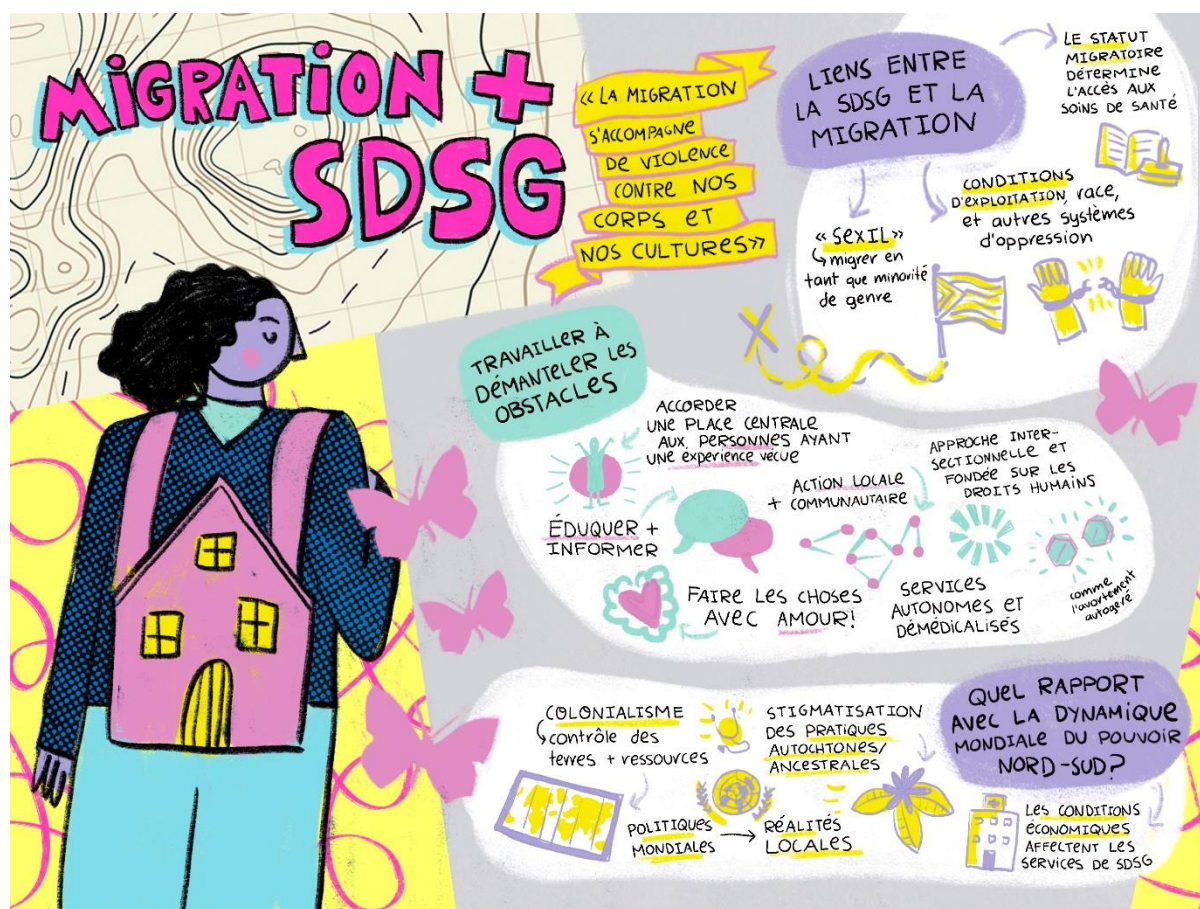 MiGRATiON +
SDSG
« LA MIGRATION
S'ACCOMPAGNE
DE VIOLENCE
CONTRE NOS
CORPS ET
NOS CULTURES»
LIENS ENTRE
LA SDSG ET LA
MIGRATION
LE STATUT
MIGRATOIRE
DÉTERMINE
L'ACCÈS AUX
SOINS DE SANTÉ
CONDITIONS
D'EXPLOITATION, race,
et autres systèmes
d'oppression
« SEXIL »
migrer en
tant que minorité
de genre
TRAVAILLER À
DÉMANTELER LES
OBSTACLES
ACCORDER
UNE PLACE CENTRALE
AUX PERSONNES AYANT
UNE EXPÉRIENCE VÉCUE
ÉDUQUER +
INFORMER
ACTION LOCALE
+ COMMUNAUTAIRE
APPROCHE INTER-
SECTIONNELLE ET
FONDÉE SUR LES
DROITS HUMAINS
FAIRE LES CHOSES
AVEC AMOUR!
SERVICES
AUTONOMES ET
DÉMÉDICALISÉS
comme
l'avortement
autogéré
QUEL RAPPORT
AVEC LA DYNAMIQUE
MONDIALE DU POUVOIR
NORD-SUD?
COLONIALISME
contrôle des
terres + ressources
STIGMATISATION
DES PRATIQUES
AUTOCHTONES/
ANCESTRALES
POLITIQUES
MONDIALES → RÉALITÉS
LOCALES
LES CONDITIONS
ÉCONOMIQUES
AFFECTENT LES
SERVICES DE SDSG